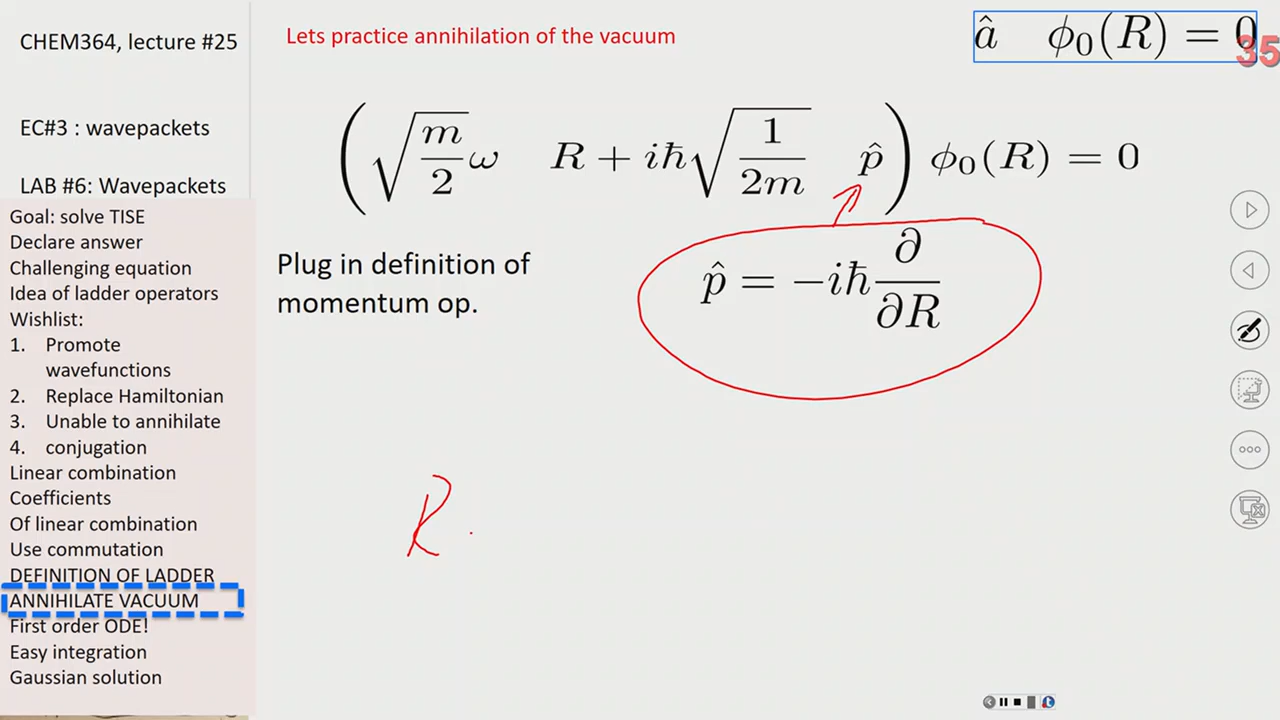 CHEM364, lecture #25
EC#3 : wavepackets
LAB #6: Wavepackets
Goal: solve TISE
Declare answer
Challenging equation
Idea of ladder operators
Wishlist:
1. Promote
wavefunctions
2. Replace Hamiltonian
3. Unable to annihilate
4. conjugation
Linear combination
Coefficients
Of linear combination
Use commutation
DEFINITION OF LADDER
ANNIHILATE VACUUM
First order ODE!
Easy integration
Gaussian solution
Lets practice annihilation of the vacuum
â ϕ₀(R) = 0
35
(√(m/2) ω R + iħ √(1/2m) p̂) ϕ₀(R) = 0
Plug in definition of
momentum op.
p̂ = −iħ ∂/∂R
R